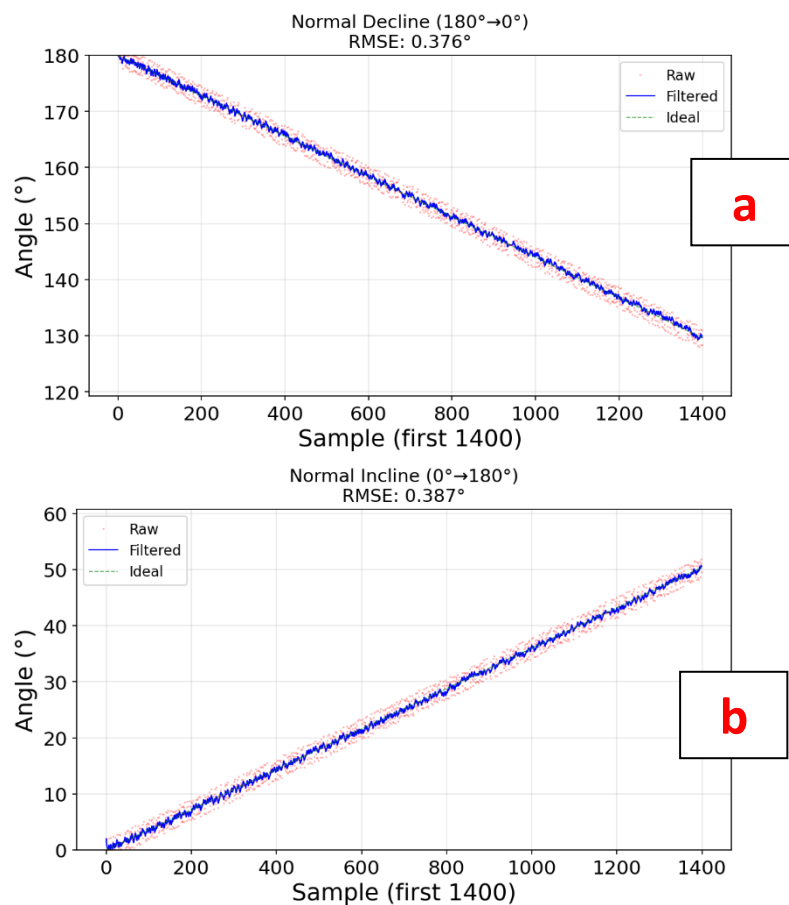 Normal Decline (180°→0°)
RMSE: 0.376°
180
170
160
150
140
130
120
Angle (°)
Raw
Filtered
Ideal
a
0
200
400
600
800
1000
1200
1400
Sample (first 1400)
Normal Incline (0°→180°)
RMSE: 0.387°
60
50
40
30
20
10
0
Angle (°)
Raw
Filtered
Ideal
b
0
200
400
600
800
1000
1200
1400
Sample (first 1400)